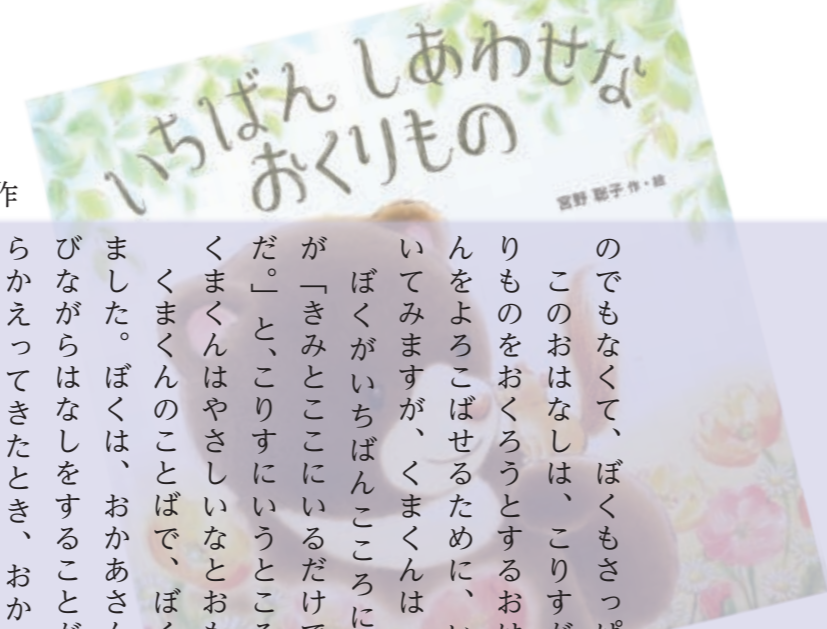 いちばん しあわせな
おくりもの
宮野 聡子 作・絵
作
のでもなくて、ぼくもさっぱ
このおはなしは、こりすが
りものをおくろうとするおは
んをよろこばせるために、い
いてみますが、くまくんは
ぼくがいちばんこころに
が「きみとここにいるだけで
だ。」と、こりすにいうところ
くまくんはやさしいなとおも
くまくんのことばで、ぼく
ました。ぼくは、おかあさん
びながらはなしをすることが
らかえってきたとき、おか